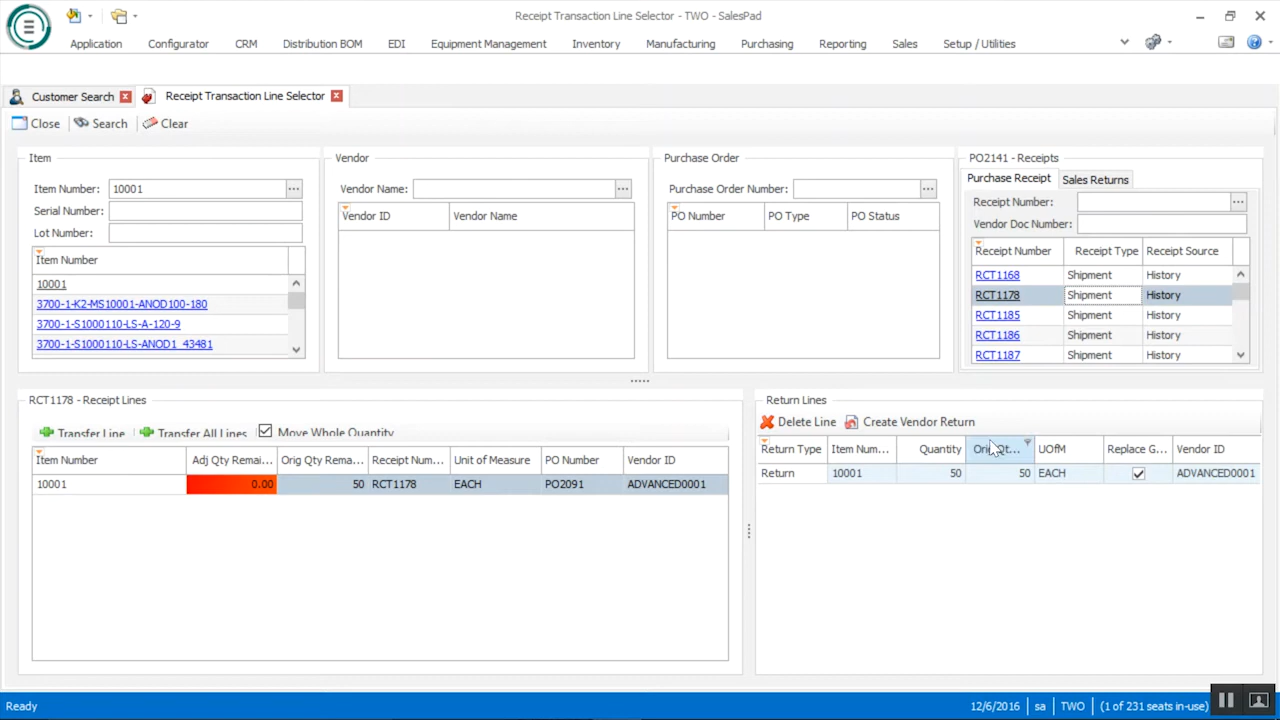 Receipt Transaction Line Selector - TWO - SalesPad
Application Configurator CRM Distribution BOM EDI Equipment Management Inventory Manufacturing Purchasing Reporting Sales Setup / Utilities
Customer Search Receipt Transaction Line Selector
Close Search Clear
Item
Item Number: 10001
Serial Number:
Lot Number:
Item Number
10001
3700-1-K2-MS10001-ANOD100-180
3700-1-S1000110-LS-A-120-9
3700-1-S1000110-LS-ANOD1_43481
Vendor
Vendor Name:
Vendor ID Vendor Name
Purchase Order
Purchase Order Number:
PO Number PO Type PO Status
PO2141 - Receipts
Purchase Receipt Sales Returns
Receipt Number:
Vendor Doc Number:
Receipt Number Receipt Type Receipt Source
RCT1168 Shipment History
RCT1178 Shipment History
RCT1185 Shipment History
RCT1186 Shipment History
RCT1187 Shipment History
RCT1178 - Receipt Lines
Transfer Line Transfer All Lines Move Whole Quantity
Item Number Adj Qty Remai... Orig Qty Rema... Receipt Num... Unit of Measure PO Number Vendor ID
10001 0.00 50 RCT1178 EACH PO2091 ADVANCED0001
Return Lines
Delete Line Create Vendor Return
Return Type Item Num... Quantity Orig Qt... UOfM Replace G... Vendor ID
Return 10001 50 50 EACH ADVANCED0001
Ready 12/6/2016 sa TWO (1 of 231 seats in-use)